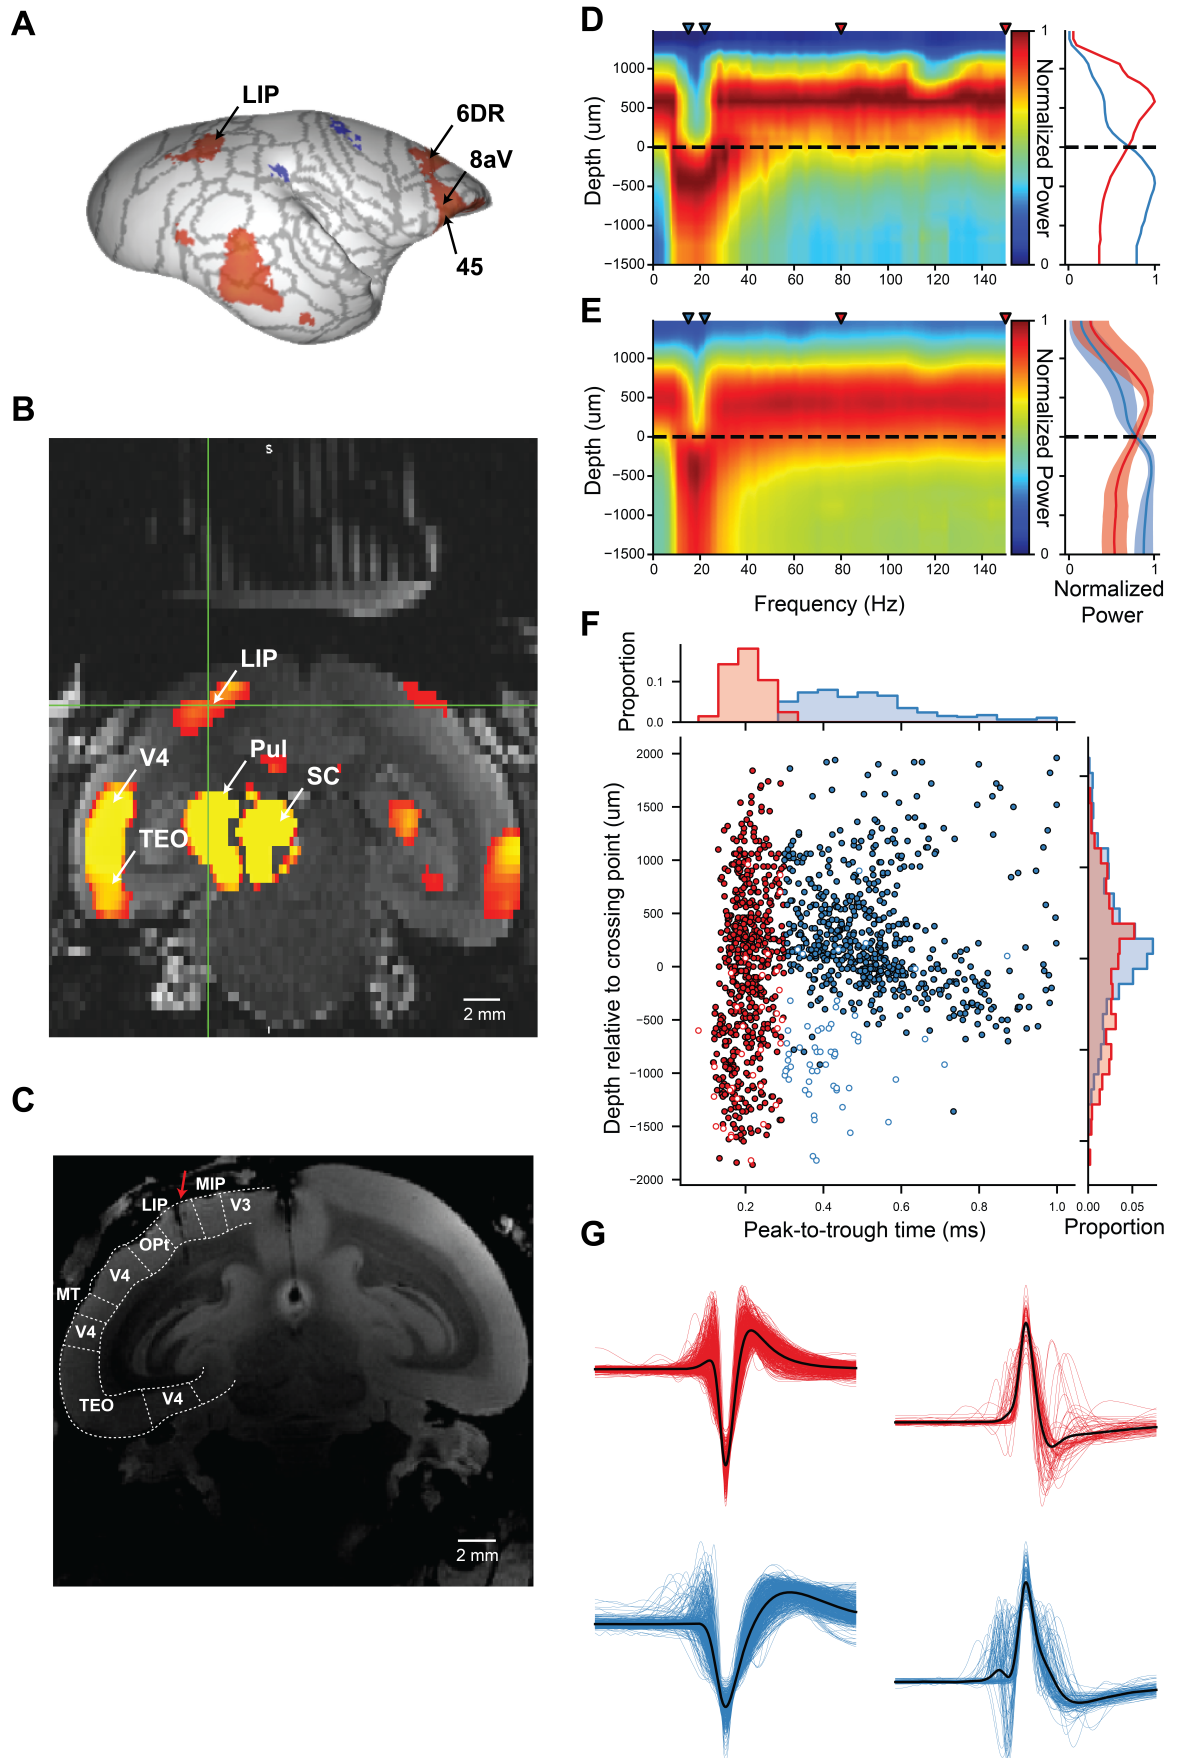 A
LIP
6DR
8aV
45
B
S
LIP
V4
Pul
SC
TEO
2 mm
C
MIP
LIP
V3
OPt
V4
MT
V4
TEO
V4
2 mm
D
1000
500
0
−500
−1000
−1500
Depth (um)
0 20 40 60 80 100 120 140
1
0
Normalized Power
0 1
E
1000
500
0
−500
−1000
−1500
Depth (um)
0 20 40 60 80 100 120 140
Frequency (Hz)
1
0
Normalized Power
0 1
Normalized
Power
F
Proportion
0.1
0.0
2000
1500
1000
500
0
−500
−1000
−1500
−2000
Depth relative to crossing point (um)
0.2 0.4 0.6 0.8 1.0
Peak-to-trough time (ms)
0.00 0.05
Proportion
G